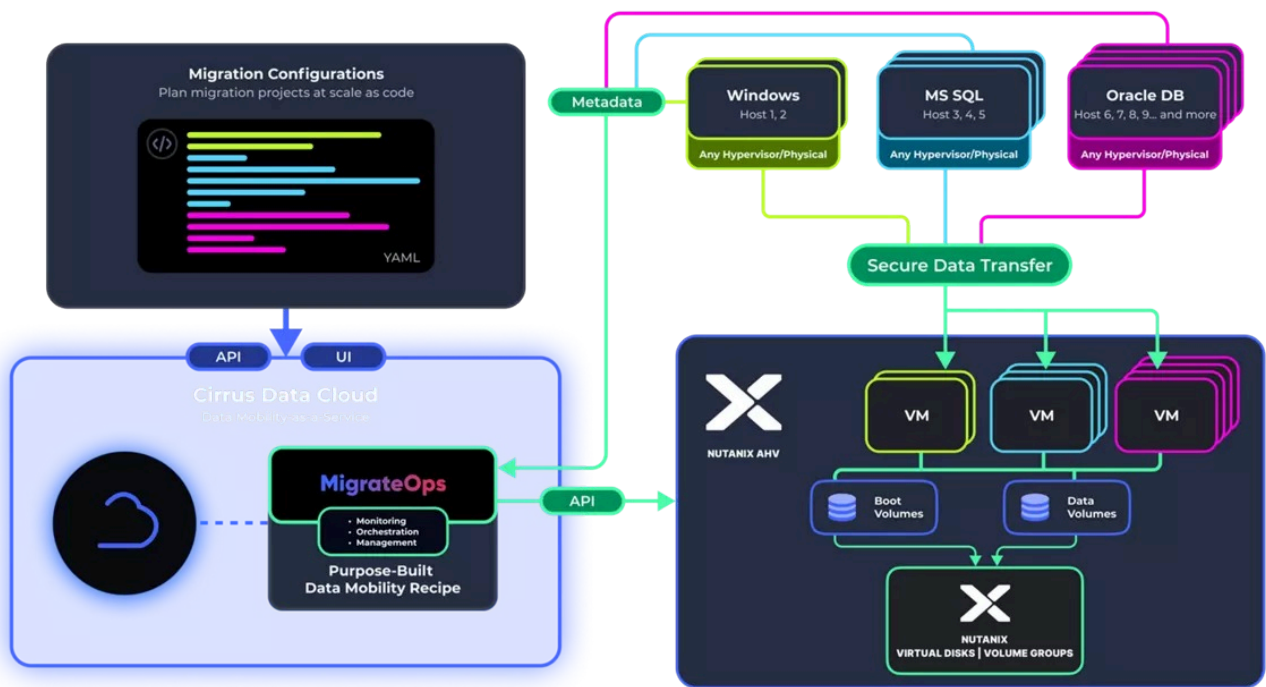 Migration Configurations
Plan migration projects at scale as code
</>
YAML
API
UI
Cirrus Data Cloud
Data Mobility as a Service
MigrateOps
• Monitoring
• Orchestration
• Management
Purpose-Built
Data Mobility Recipe
Metadata
Windows
Host 1, 2
Any Hypervisor/Physical
MS SQL
Host 3, 4, 5
Any Hypervisor/Physical
Oracle DB
Host 6, 7, 8, 9... and more
Any Hypervisor/Physical
Secure Data Transfer
API
NUTANIX AHV
VM
VM
VM
Boot
Volumes
Data
Volumes
NUTANIX
VIRTUAL DISKS | VOLUME GROUPS